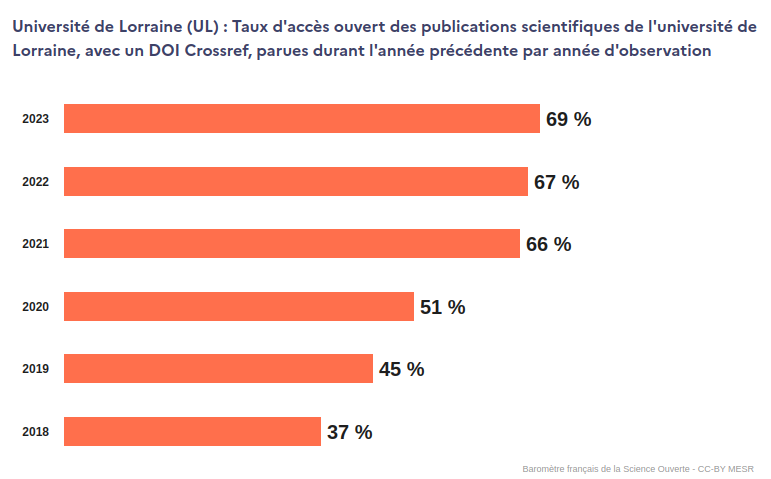 Université de Lorraine (UL) : Taux d'accès ouvert des publications scientifiques de l'université de
Lorraine, avec un DOI Crossref, parues durant l'année précédente par année d'observation
2023 69 %
2022 67 %
2021 66 %
2020 51 %
2019 45 %
2018 37 %
Baromètre français de la Science Ouverte - CC-BY MESR